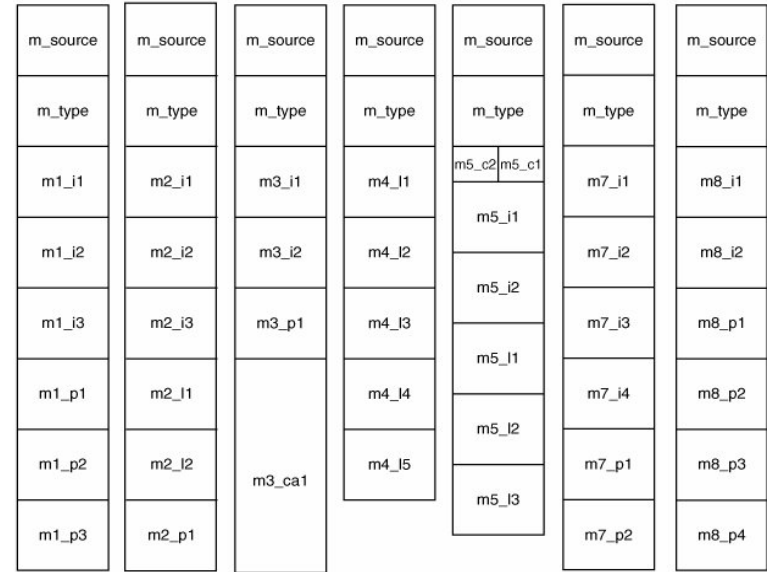 m_source m_source m_source m_source m_source m_source m_source
m_type m_type m_type m_type m_type m_type m_type
m5_c2 m5_c1
m1_i1 m2_i1 m3_i1 m4_l1 m7_i1 m8_i1
m5_i1
m1_i2 m2_i2 m3_i2 m4_l2 m7_i2 m8_i2
m5_i2
m1_i3 m2_i3 m3_p1 m4_l3 m7_i3 m8_p1
m5_l1
m1_p1 m2_l1 m4_l4 m7_i4 m8_p2
m5_l2
m1_p2 m2_l2 m3_ca1 m4_l5 m7_p1 m8_p3
m5_l3
m1_p3 m2_p1 m7_p2 m8_p4